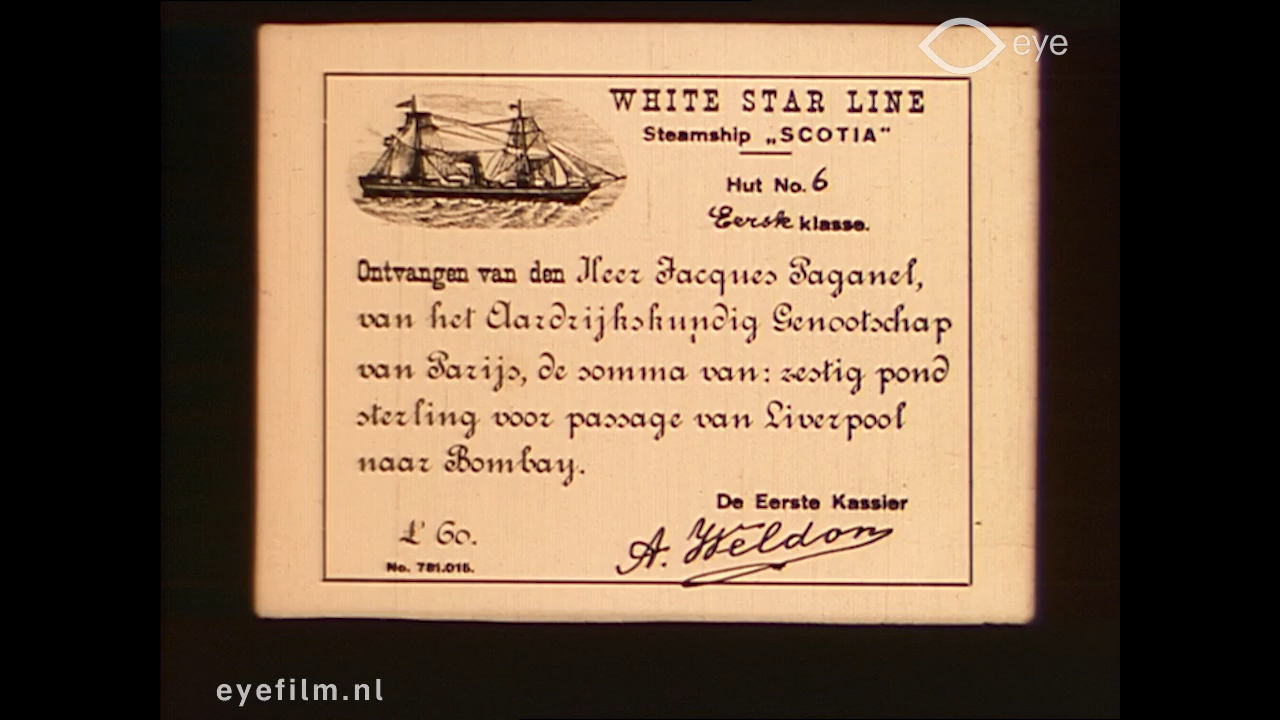 eye
WHITE STAR LINE
Steamship „SCOTIA"
Hut No. 6
Eerste klasse.
Ontvangen van den Heer Jacques Paganel,
van het Aardrijkskundig Genootschap
van Parijs, de somma van: zestig pond
sterling voor passage van Liverpool
naar Bombay.
De Eerste Kassier
£ 60.
A. Weldon
No. 781.015.
eyefilm.nl